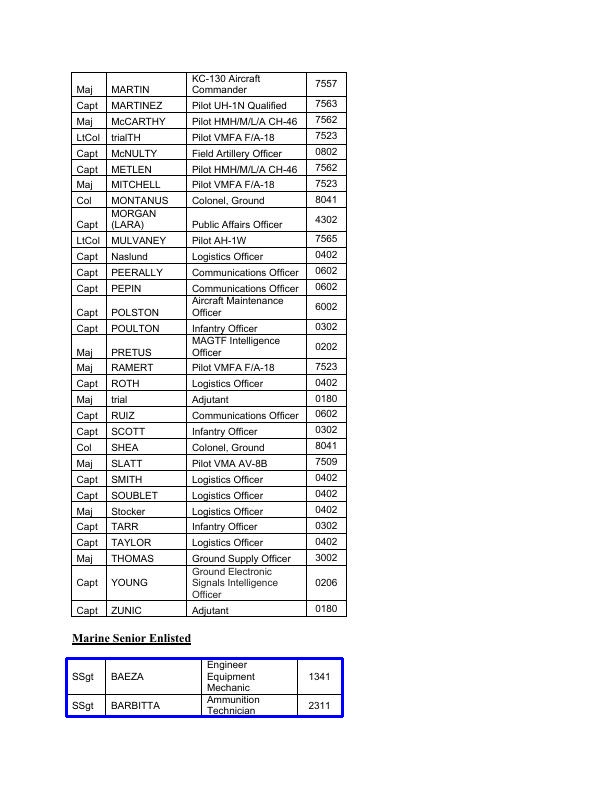 Maj MARTIN KC-130 Aircraft Commander 7557
Capt MARTINEZ Pilot UH-1N Qualified 7563
Maj McCARTHY Pilot HMH/M/L/A CH-46 7562
LtCol trialTH Pilot VMFA F/A-18 7523
Capt McNULTY Field Artillery Officer 0802
Capt METLEN Pilot HMH/M/L/A CH-46 7562
Maj MITCHELL Pilot VMFA F/A-18 7523
Col MONTANUS Colonel, Ground 8041
Capt MORGAN (LARA) Public Affairs Officer 4302
LtCol MULVANEY Pilot AH-1W 7565
Capt Naslund Logistics Officer 0402
Capt PEERALLY Communications Officer 0602
Capt PEPIN Communications Officer 0602
Capt POLSTON Aircraft Maintenance Officer 6002
Capt POULTON Infantry Officer 0302
Maj PRETUS MAGTF Intelligence Officer 0202
Maj RAMERT Pilot VMFA F/A-18 7523
Capt ROTH Logistics Officer 0402
Maj trial Adjutant 0180
Capt RUIZ Communications Officer 0602
Capt SCOTT Infantry Officer 0302
Col SHEA Colonel, Ground 8041
Maj SLATT Pilot VMA AV-8B 7509
Capt SMITH Logistics Officer 0402
Capt SOUBLET Logistics Officer 0402
Maj Stocker Logistics Officer 0402
Capt TARR Infantry Officer 0302
Capt TAYLOR Logistics Officer 0402
Maj THOMAS Ground Supply Officer 3002
Capt YOUNG Ground Electronic Signals Intelligence Officer 0206
Capt ZUNIC Adjutant 0180
Marine Senior Enlisted
SSgt BAEZA Engineer Equipment Mechanic 1341
SSgt BARBITTA Ammunition Technician 2311